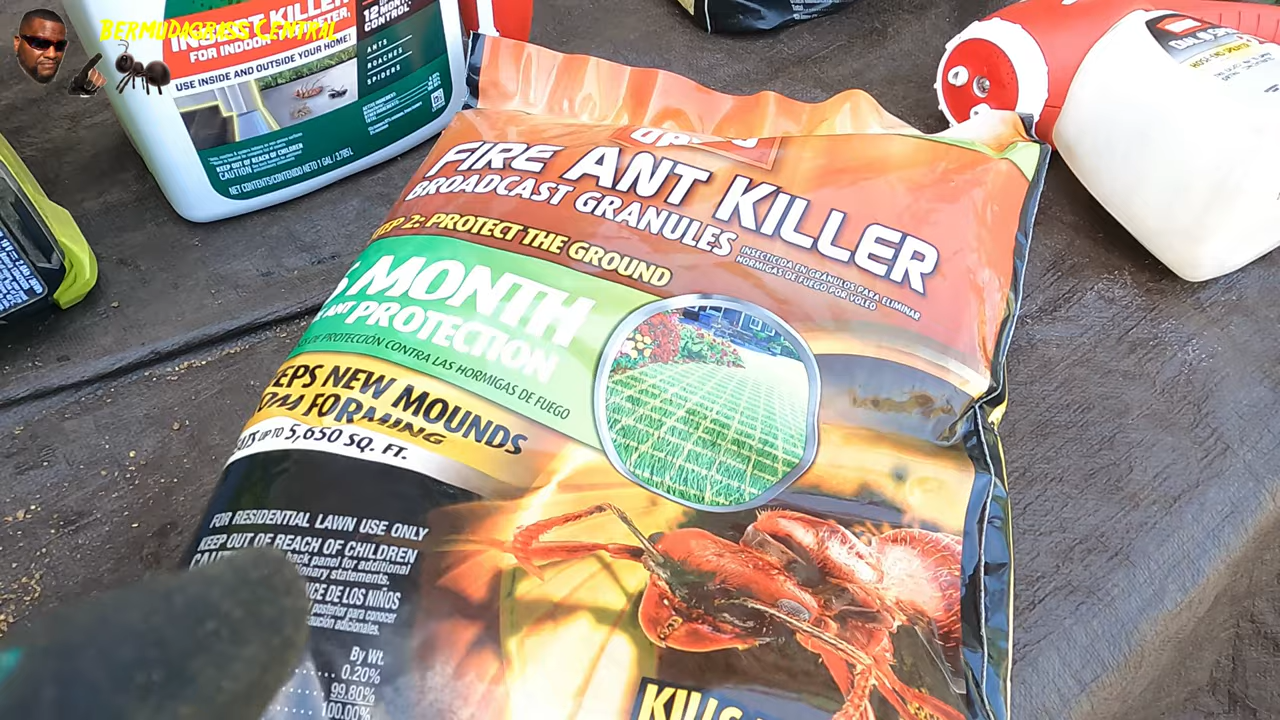 BERMUDAGRASS CENTRAL
INSECT KILLER
FOR INDOOR
METER,
USE INSIDE AND OUTSIDE YOUR HOME!
12 MONTH
CONTROL
ANTS
ROACHES
SPIDERS
KEEP OUT OF REACH OF CHILDREN
CAUTION
NET CONTENTS/CONTENIDO NETO 1 GAL / 3.785 L
FIRE ANT KILLER
BROADCAST GRANULES
INSECTICIDA EN GRÁNULOS PARA ELIMINAR
HORMIGAS DE FUEGO POR VOLEO
2: PROTECT THE GROUND
MONTH
ANT PROTECTION
DE PROTECCIÓN CONTRA LAS HORMIGAS DE FUEGO
NEW MOUNDS
FORMING
UP TO 5,650 SQ. FT.
FOR RESIDENTIAL LAWN USE ONLY
KEEP OUT OF REACH OF CHILDREN
back panel for additional
statements.
DE LOS NIÑOS
posterior para conocer
adicionales.
By Wt.
0.20%
99.80%
100.00%
KILLS